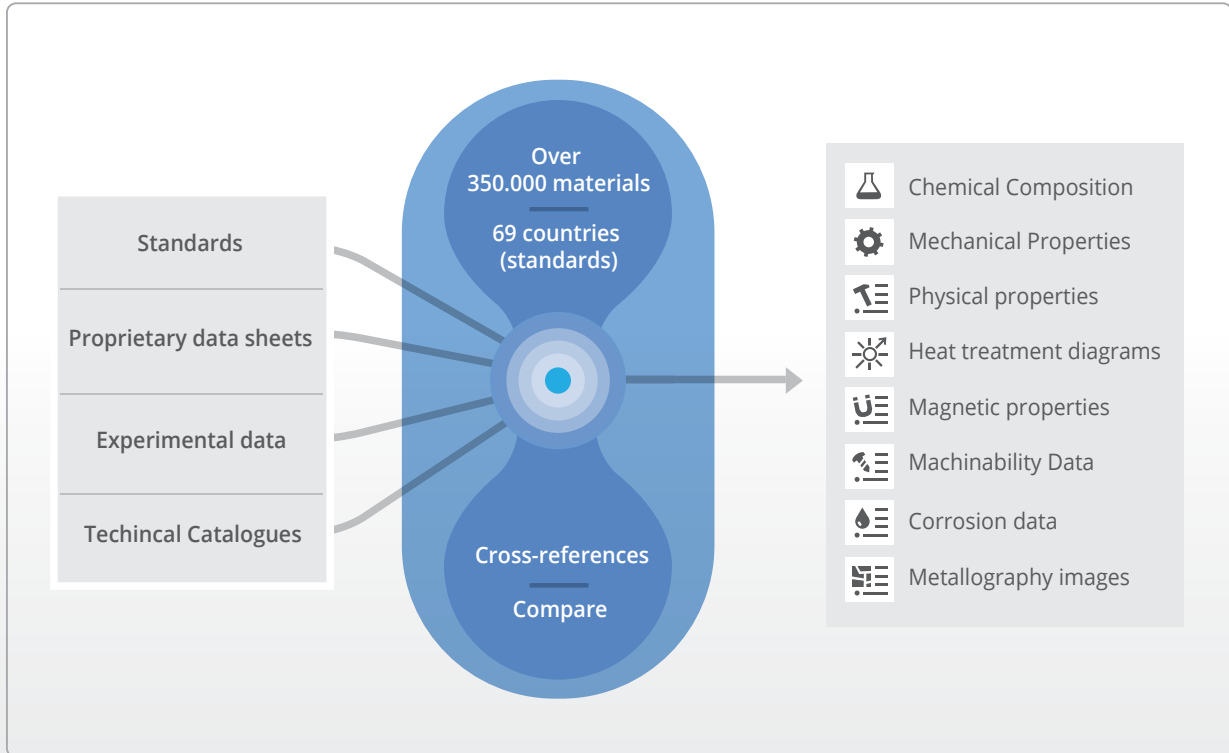 Standards
Proprietary data sheets
Experimental data
Techincal Catalogues
Over
350.000 materials
69 countries
(standards)
Cross-references
Compare
Chemical Composition
Mechanical Properties
Physical properties
Heat treatment diagrams
Magnetic properties
Machinability Data
Corrosion data
Metallography images